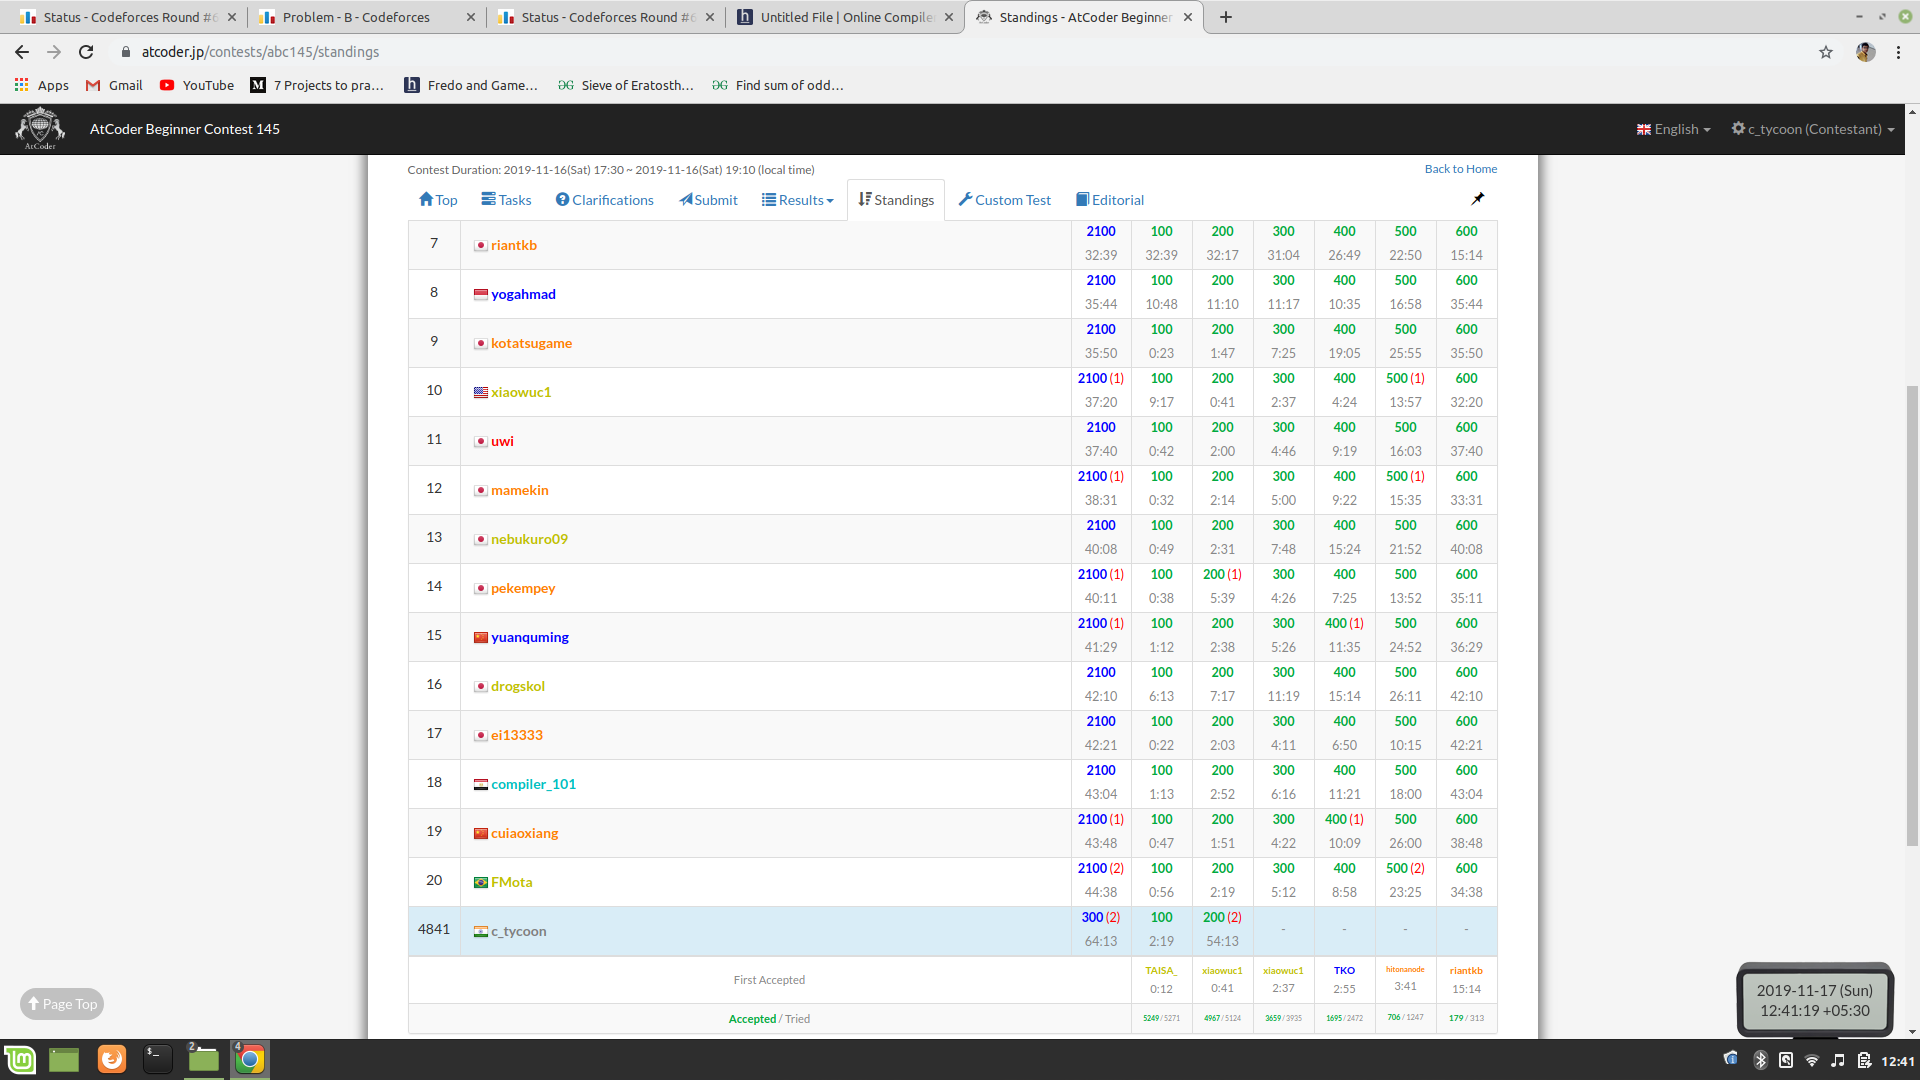 Status - Codeforces Round #6
Problem - B - Codeforces
Status - Codeforces Round #6
Untitled File | Online Compile
Standings - AtCoder Beginner
atcoder.jp/contests/abc145/standings
Apps Gmail YouTube 7 Projects to pra... Fredo and Game... Sieve of Eratosth... Find sum of odd...
AtCoder
AtCoder Beginner Contest 145
English
c_tycoon (Contestant)
Contest Duration: 2019-11-16(Sat) 17:30 ~ 2019-11-16(Sat) 19:10 (local time)
Back to Home
Top Tasks Clarifications Submit Results Standings Custom Test Editorial
7 riantkb 2100 100 200 300 400 500 600
32:39 32:39 32:17 31:04 26:49 22:50 15:14
8 yogahmad 2100 100 200 300 400 500 600
35:44 10:48 11:10 11:17 10:35 16:58 35:44
9 kotatsugame 2100 100 200 300 400 500 600
35:50 0:23 1:47 7:25 19:05 25:55 35:50
10 xiaowuc1 2100 (1) 100 200 300 400 500 (1) 600
37:20 9:17 0:41 2:37 4:24 13:57 32:20
11 uwi 2100 100 200 300 400 500 600
37:40 0:42 2:00 4:46 9:19 16:03 37:40
12 mamekin 2100 (1) 100 200 300 400 500 (1) 600
38:31 0:32 2:14 5:00 9:22 15:35 33:31
13 nebukuro09 2100 100 200 300 400 500 600
40:08 0:49 2:31 7:48 15:24 21:52 40:08
14 pekempey 2100 (1) 100 200 (1) 300 400 500 600
40:11 0:38 5:39 4:26 7:25 13:52 35:11
15 yuanquming 2100 (1) 100 200 300 400 (1) 500 600
41:29 1:12 2:38 5:26 11:35 24:52 36:29
16 drogskol 2100 100 200 300 400 500 600
42:10 6:13 7:17 11:19 15:14 26:11 42:10
17 ei13333 2100 100 200 300 400 500 600
42:21 0:22 2:03 4:11 6:50 10:15 42:21
18 compiler_101 2100 100 200 300 400 500 600
43:04 1:13 2:52 6:16 11:21 18:00 43:04
19 cuiaoxiang 2100 (1) 100 200 300 400 (1) 500 600
43:48 0:47 1:51 4:22 10:09 26:00 38:48
20 FMota 2100 (2) 100 200 300 400 500 (2) 600
44:38 0:56 2:19 5:12 8:58 23:25 34:38
4841 c_tycoon 300 (2) 100 200 (2) - - - -
64:13 2:19 54:13
First Accepted TAISA_ xiaowuc1 xiaowuc1 TKO hitonanode riantkb
0:12 0:41 2:37 2:55 3:41 15:14
Accepted / Tried 5249 / 5271 4967 / 5124 3659 / 3935 1695 / 2472 706 / 1247 179 / 313
Page Top
2019-11-17 (Sun)
12:41:19 +05:30
2 4
12:41